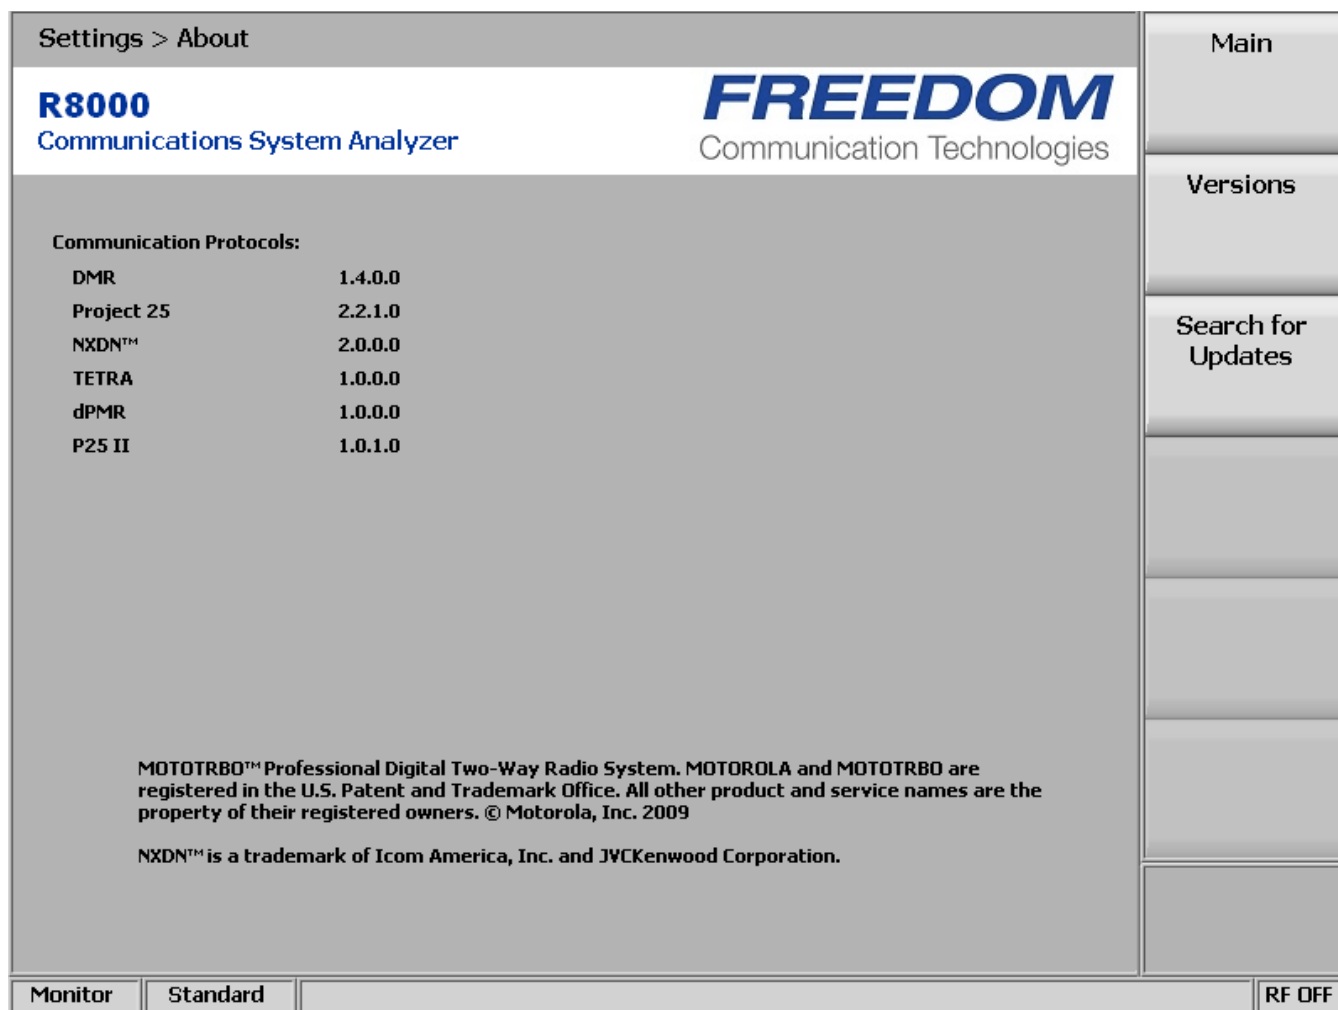 Settings > About
R8000
Communications System Analyzer
FREEDOM
Communication Technologies
Communication Protocols:
DMR 1.4.0.0
Project 25 2.2.1.0
NXDN™ 2.0.0.0
TETRA 1.0.0.0
dPMR 1.0.0.0
P25 II 1.0.1.0
MOTOTRBO™ Professional Digital Two-Way Radio System. MOTOROLA and MOTOTRBO are
registered in the U.S. Patent and Trademark Office. All other product and service names are the
property of their registered owners. © Motorola, Inc. 2009
NXDN™ is a trademark of Icom America, Inc. and JVCKenwood Corporation.
Main
Versions
Search for
Updates
Monitor
Standard
RF OFF